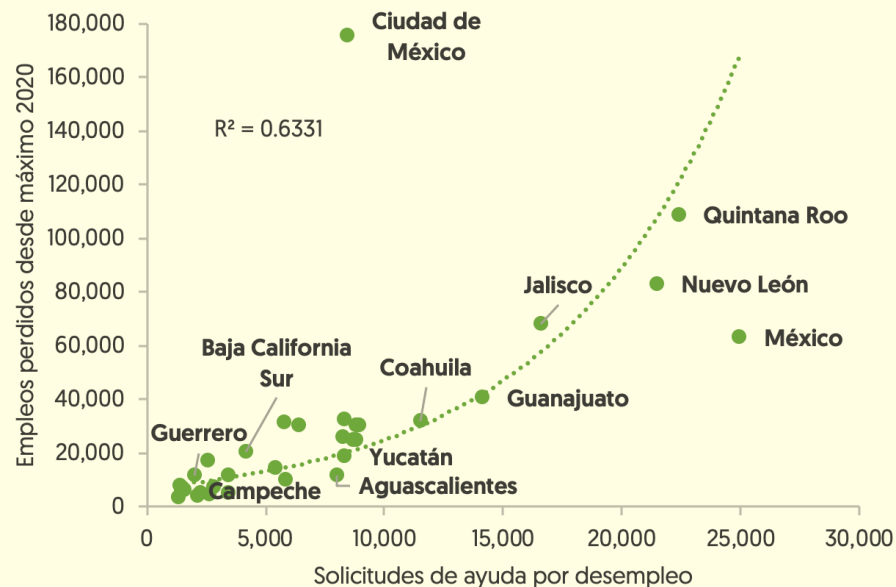 180,000
160,000
140,000
120,000
100,000
80,000
60,000
40,000
20,000
0
Empleos perdidos desde máximo 2020
Ciudad de
México
R² = 0.6331
Quintana Roo
Jalisco
Nuevo León
México
Baja California
Sur
Coahuila
Guanajuato
Guerrero
Yucatán
Campeche
Aguascalientes
0
5,000
10,000
15,000
20,000
25,000
30,000
Solicitudes de ayuda por desempleo